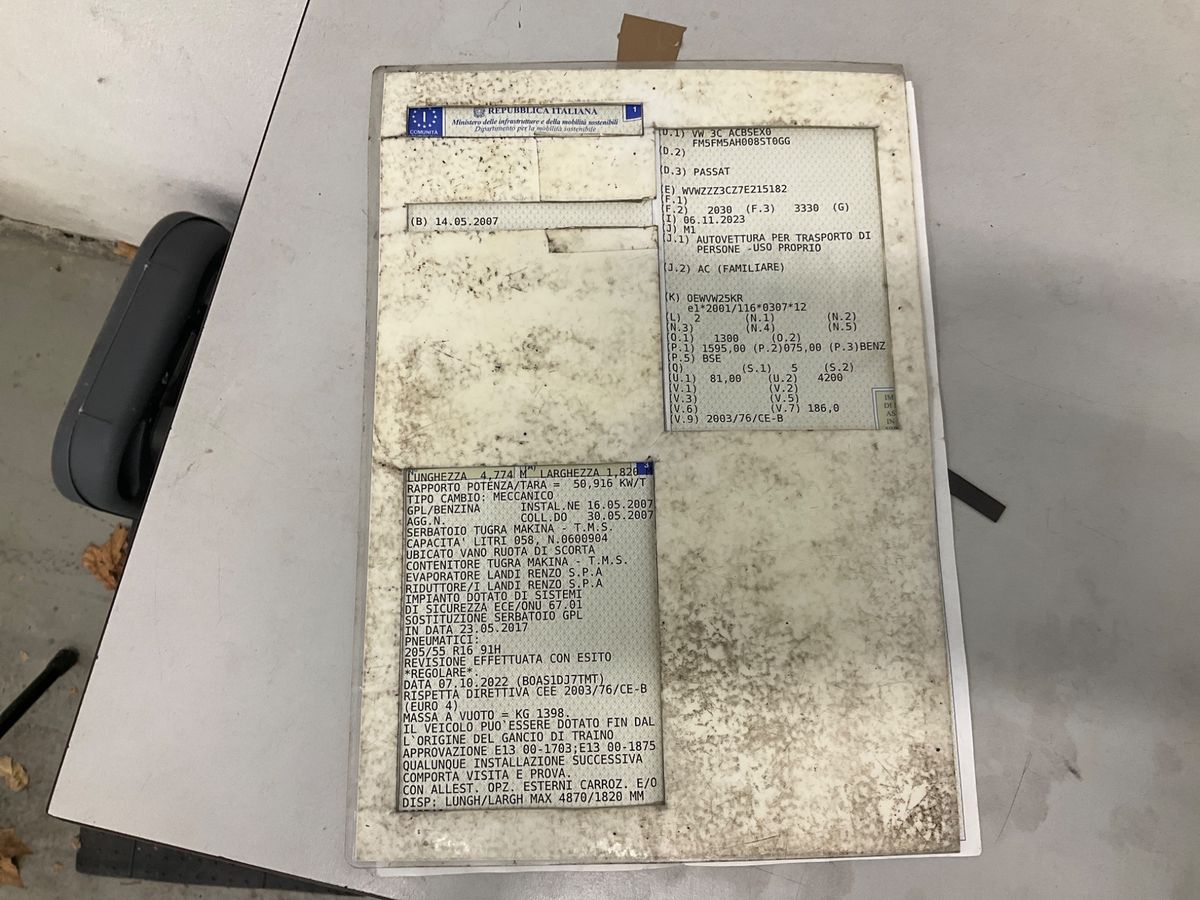 REPUBBLICA ITALIANA
1
Ministero delle infrastrutture e della mobilità sostenibili
Dipartimento per la mobilità sostenibile
I
COMUNITÀ
(B) 14.05.2007
(D.1) VW 3C ACBSEX0
FM5FM5AH008ST0GG
(D.2)
(D.3) PASSAT
(E) WVWZZZ3CZ7E215182
(F.1)
(F.2) 2030 (F.3) 3330 (G)
(I) 06.11.2023
(J) M1
(J.1) AUTOVETTURA PER TRASPORTO DI
PERSONE -USO PROPRIO
(J.2) AC (FAMILIARE)
(K) OEWVW25KR
e1*2001/116*0307*12
(L) 2 (N.1) (N.2)
(N.3) (N.4) (N.5)
(O.1) 1300 (O.2)
(P.1) 1595,00 (P.2)075,00 (P.3)BENZ
(P.5) BSE
(Q) (S.1) 5 (S.2)
(U.1) 81,00 (U.2) 4200
(V.1) (V.2)
(V.3) (V.5)
(V.6) (V.7) 186,0
(V.9) 2003/76/CE-B
IM
DE
AS
IN
3
LUNGHEZZA 4,774 M LARGHEZZA 1,820
RAPPORTO POTENZA/TARA = 50,916 KW/T
TIPO CAMBIO: MECCANICO
GPL/BENZINA INSTAL.NE 16.05.2007
AGG.N. COLL.DO 30.05.2007
SERBATOIO TUGRA MAKINA - T.M.S.
CAPACITA' LITRI 058, N.0600904
UBICATO VANO RUOTA DI SCORTA
CONTENITORE TUGRA MAKINA - T.M.S.
EVAPORATORE LANDI RENZO S.P.A
RIDUTTORE/I LANDI RENZO S.P.A
IMPIANTO DOTATO DI SISTEMI
DI SICUREZZA ECE/ONU 67.01
SOSTITUZIONE SERBATOIO GPL
IN DATA 23.05.2017
PNEUMATICI:
205/55 R16 91H
REVISIONE EFFETTUATA CON ESITO
*REGOLARE*
DATA 07.10.2022 (BOAS1DJ7TMT)
RISPETTA DIRETTIVA CEE 2003/76/CE-B
(EURO 4)
MASSA A VUOTO = KG 1398.
IL VEICOLO PUO'ESSERE DOTATO FIN DAL
L'ORIGINE DEL GANCIO DI TRAINO
APPROVAZIONE E13 00-1703;E13 00-1875
QUALUNQUE INSTALLAZIONE SUCCESSIVA
COMPORTA VISITA E PROVA.
CON ALLEST. OPZ. ESTERNI CARROZ. E/O
DISP: LUNGH/LARGH MAX 4870/1820 MM